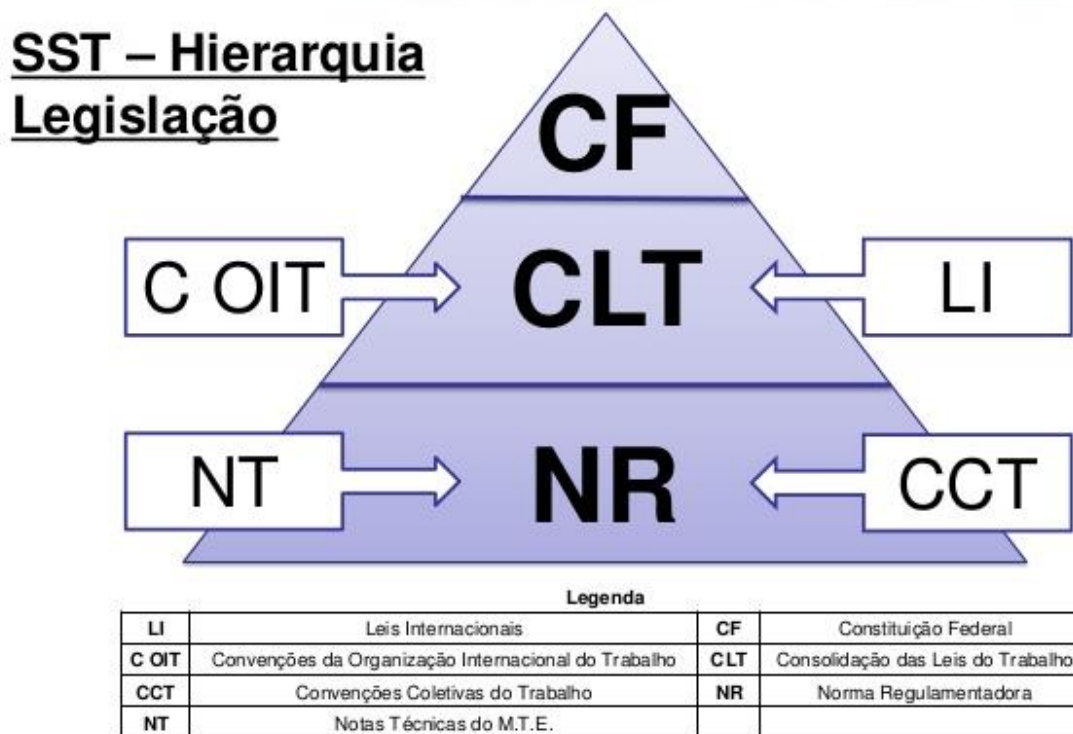 SST – Hierarquia
Legislação
CF
C OIT
CLT
LI
NT
NR
CCT
Legenda
LI Leis Internacionais CF Constituição Federal
C OIT Convenções da Organização Internacional do Trabalho CLT Consolidação das Leis do Trabalho
CCT Convenções Coletivas do Trabalho NR Norma Regulamentadora
NT Notas Técnicas do M.T.E.